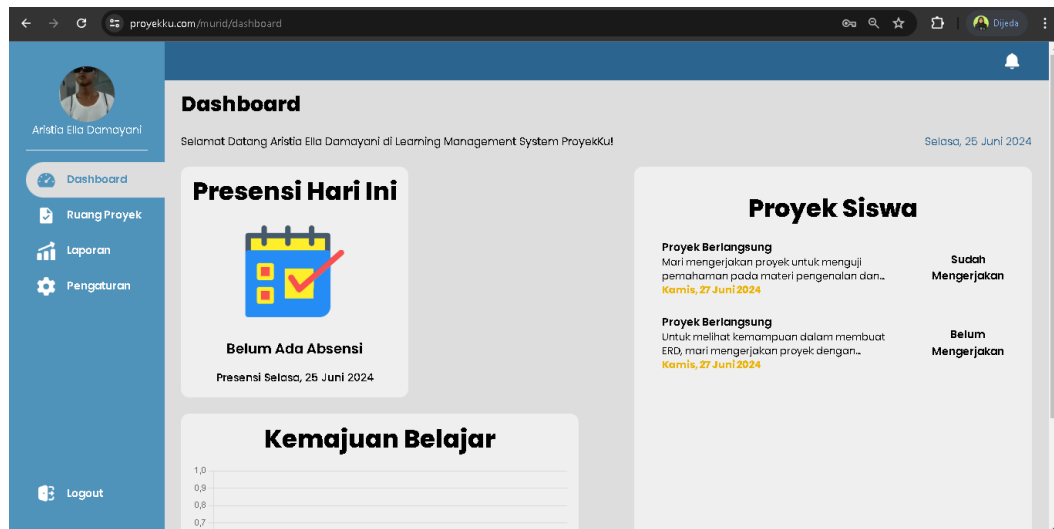 proyekku.com/murid/dashboard
Dijeda
Aristia Ella Damayani
Dashboard
Ruang Proyek
Laporan
Pengaturan
Logout
Dashboard
Selamat Datang Aristia Ella Damayani di Learning Management System ProyekKu!
Selasa, 25 Juni 2024
Presensi Hari Ini
Belum Ada Absensi
Presensi Selasa, 25 Juni 2024
Kemajuan Belajar
1,0
0,9
0,8
0,7
Proyek Siswa
Proyek Berlangsung
Mari mengerjakan proyek untuk menguji
pemahaman pada materi pengenalan dan...
Kamis, 27 Juni 2024
Sudah
Mengerjakan
Proyek Berlangsung
Untuk melihat kemampuan dalam membuat
ERD, mari mengerjakan proyek dengan...
Kamis, 27 Juni 2024
Belum
Mengerjakan